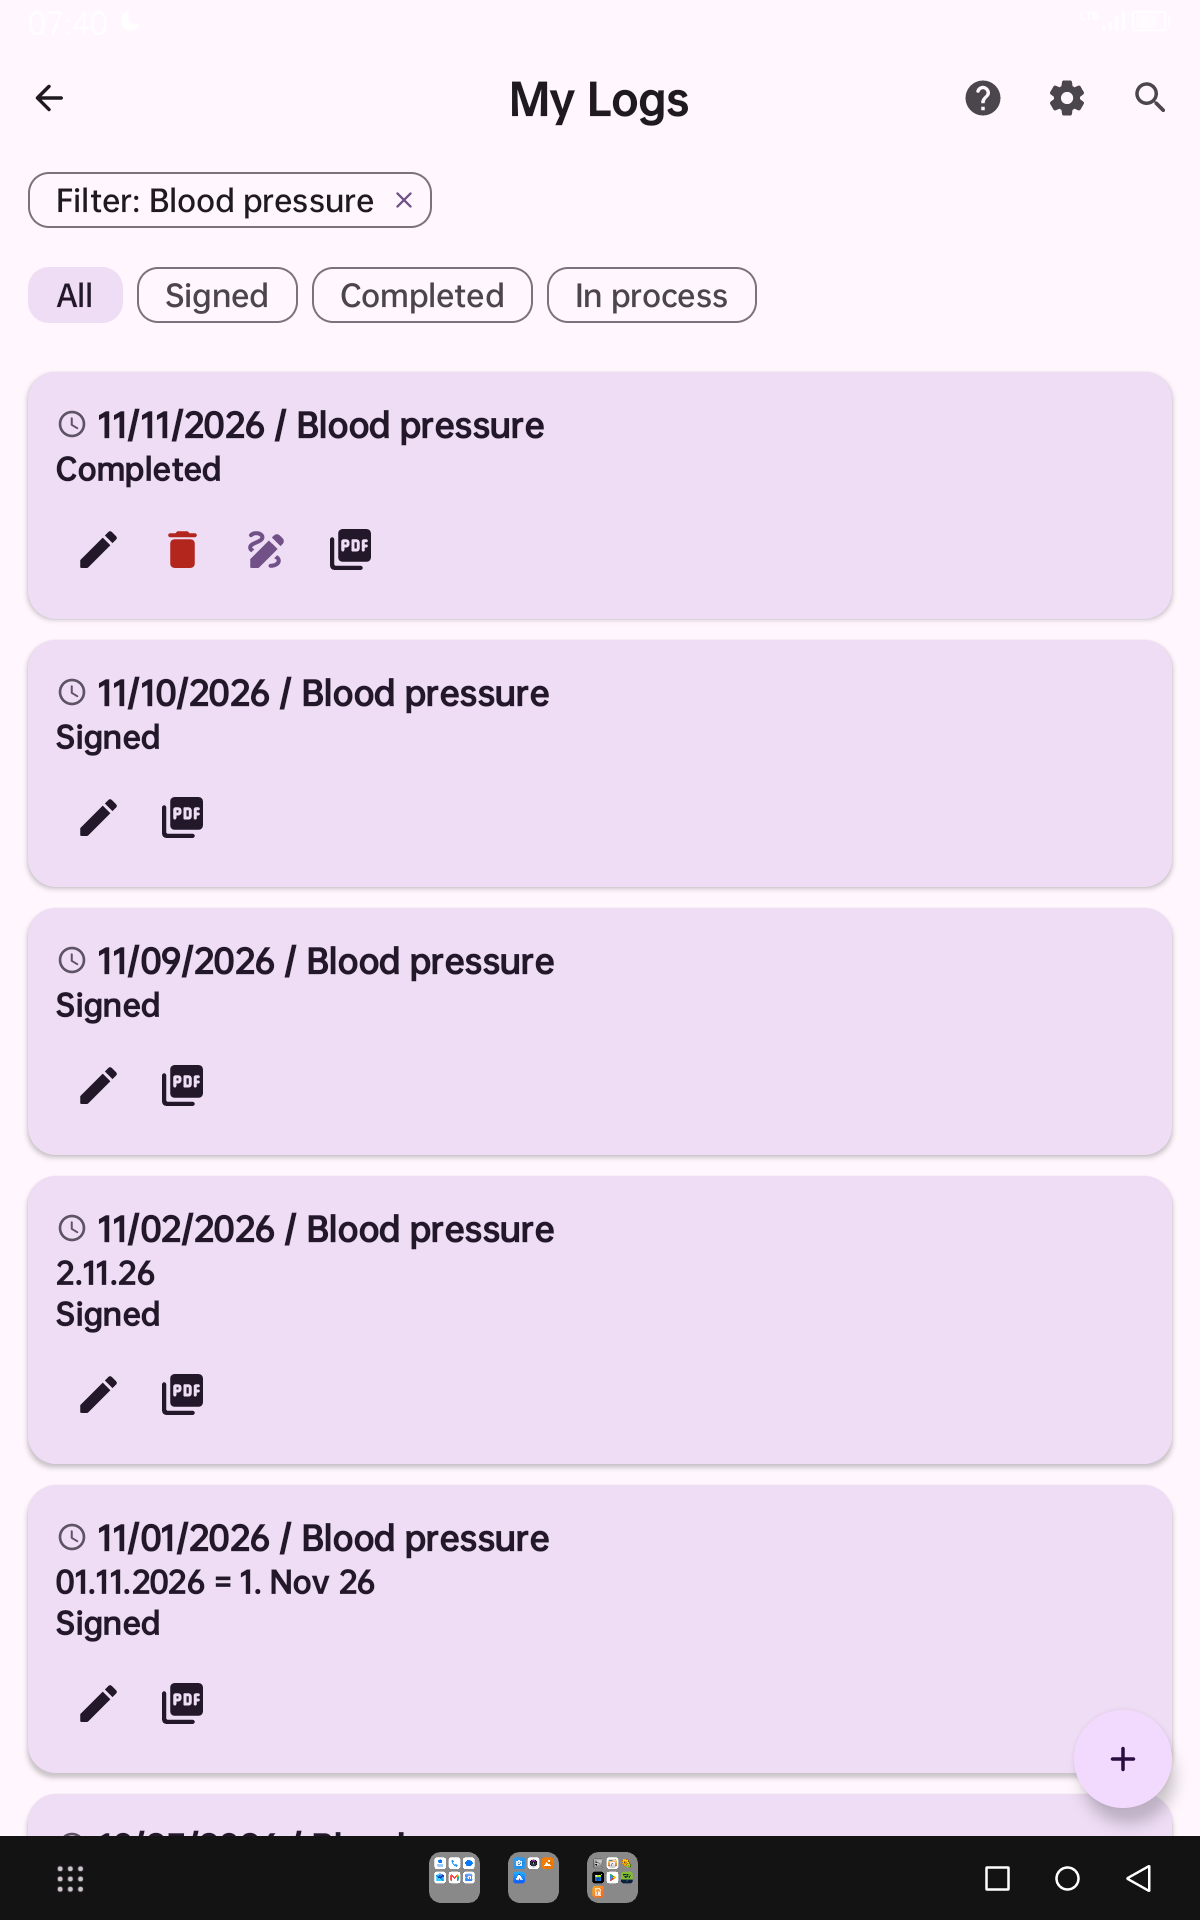 07:40
My Logs
Filter: Blood pressure
All Signed Completed In process
11/11/2026 / Blood pressure
Completed
PDF
11/10/2026 / Blood pressure
Signed
PDF
11/09/2026 / Blood pressure
Signed
PDF
11/02/2026 / Blood pressure
2.11.26
Signed
PDF
11/01/2026 / Blood pressure
01.11.2026 = 1. Nov 26
Signed
PDF